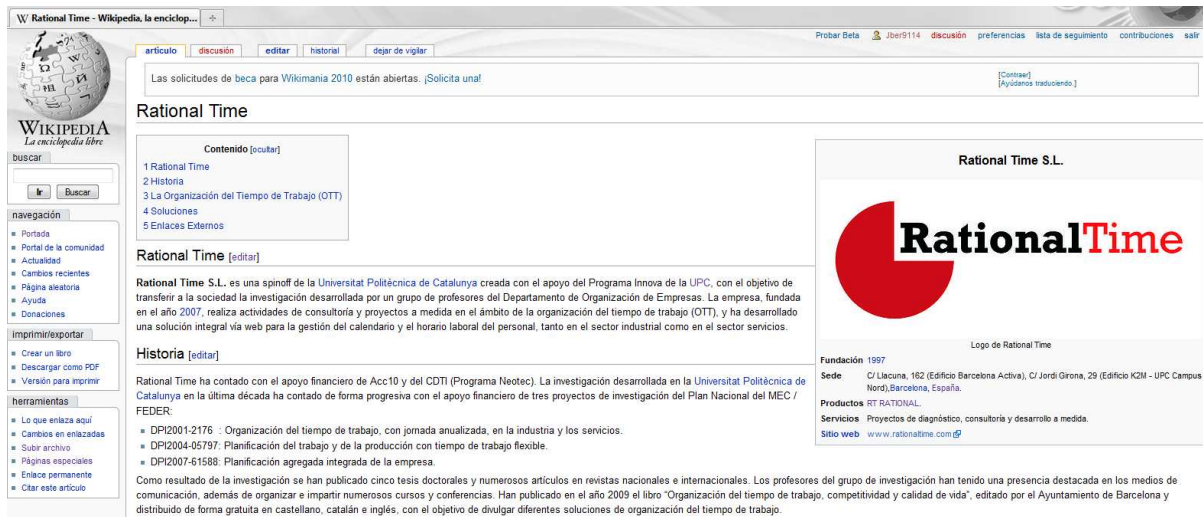 W Rational Time - Wikipedia, la enciclop...
Probar Beta Jber9114 discusión preferencias lista de seguimiento contribuciones salir
artículo discusión editar historial dejar de vigilar
Las solicitudes de beca para Wikimania 2010 están abiertas. ¡Solicita una!
[Contraer]
[Ayúdanos traduciendo.]
WIKIPEDIA
La enciclopedia libre
buscar
Ir Buscar
navegación
Portada
Portal de la comunidad
Actualidad
Cambios recientes
Página aleatoria
Ayuda
Donaciones
imprimir/exportar
Crear un libro
Descargar como PDF
Versión para imprimir
herramientas
Lo que enlaza aquí
Cambios en enlazadas
Subir archivo
Páginas especiales
Enlace permanente
Citar este artículo
Rational Time
Contenido [ocultar]
1 Rational Time
2 Historia
3 La Organización del Tiempo de Trabajo (OTT)
4 Soluciones
5 Enlaces Externos
Rational Time [editar]
Rational Time S.L. es una spinoff de la Universitat Politècnica de Catalunya creada con el apoyo del Programa Innova de la UPC, con el objetivo de
transferir a la sociedad la investigación desarrollada por un grupo de profesores del Departamento de Organización de Empresas. La empresa, fundada
en el año 2007, realiza actividades de consultoría y proyectos a medida en el ámbito de la organización del tiempo de trabajo (OTT), y ha desarrollado
una solución integral vía web para la gestión del calendario y el horario laboral del personal, tanto en el sector industrial como en el sector servicios.
Historia [editar]
Rational Time ha contado con el apoyo financiero de Acc10 y del CDTI (Programa Neotec). La investigación desarrollada en la Universitat Politècnica de
Catalunya en la última década ha contado de forma progresiva con el apoyo financiero de tres proyectos de investigación del Plan Nacional del MEC /
FEDER:
DPI2001-2176 : Organización del tiempo de trabajo, con jornada anualizada, en la industria y los servicios.
DPI2004-05797: Planificación del trabajo y de la producción con tiempo de trabajo flexible.
DPI2007-61588: Planificación agregada integrada de la empresa.
Como resultado de la investigación se han publicado cinco tesis doctorales y numerosos artículos en revistas nacionales e internacionales. Los profesores del grupo de investigación han tenido una presencia destacada en los medios de
comunicación, además de organizar e impartir numerosos cursos y conferencias. Han publicado en el año 2009 el libro "Organización del tiempo de trabajo, competitividad y calidad de vida", editado por el Ayuntamiento de Barcelona y
distribuido de forma gratuita en castellano, catalán e inglés, con el objetivo de divulgar diferentes soluciones de organización del tiempo de trabajo.
Rational Time S.L.
RationalTime
Logo de Rational Time
Fundación 1997
Sede C/ Llacuna, 162 (Edificio Barcelona Activa), C/ Jordi Girona, 29 (Edificio K2M - UPC Campus
Nord),Barcelona, España.
Productos RT RATIONAL.
Servicios Proyectos de diagnóstico, consultoría y desarrollo a medida.
Sitio web www.rationaltime.com